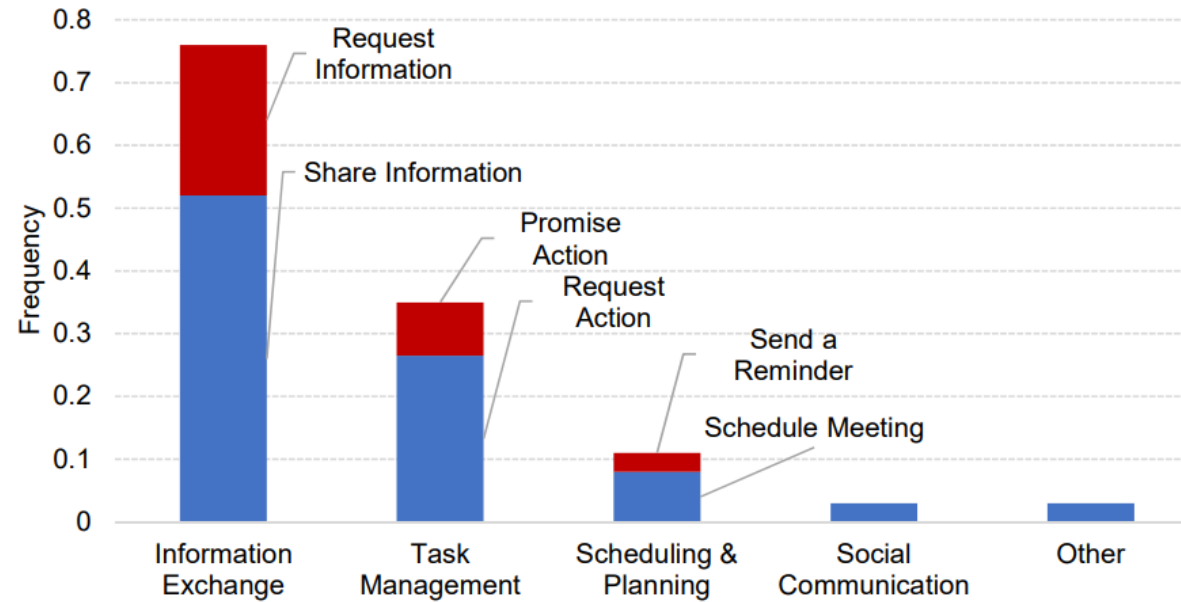 0.8
0.7
0.6
0.5
0.4
0.3
0.2
0.1
0
Frequency
Request
Information
Share Information
Promise
Action
Request
Action
Send a
Reminder
Schedule Meeting
Information
Exchange
Task
Management
Scheduling &
Planning
Social
Communication
Other